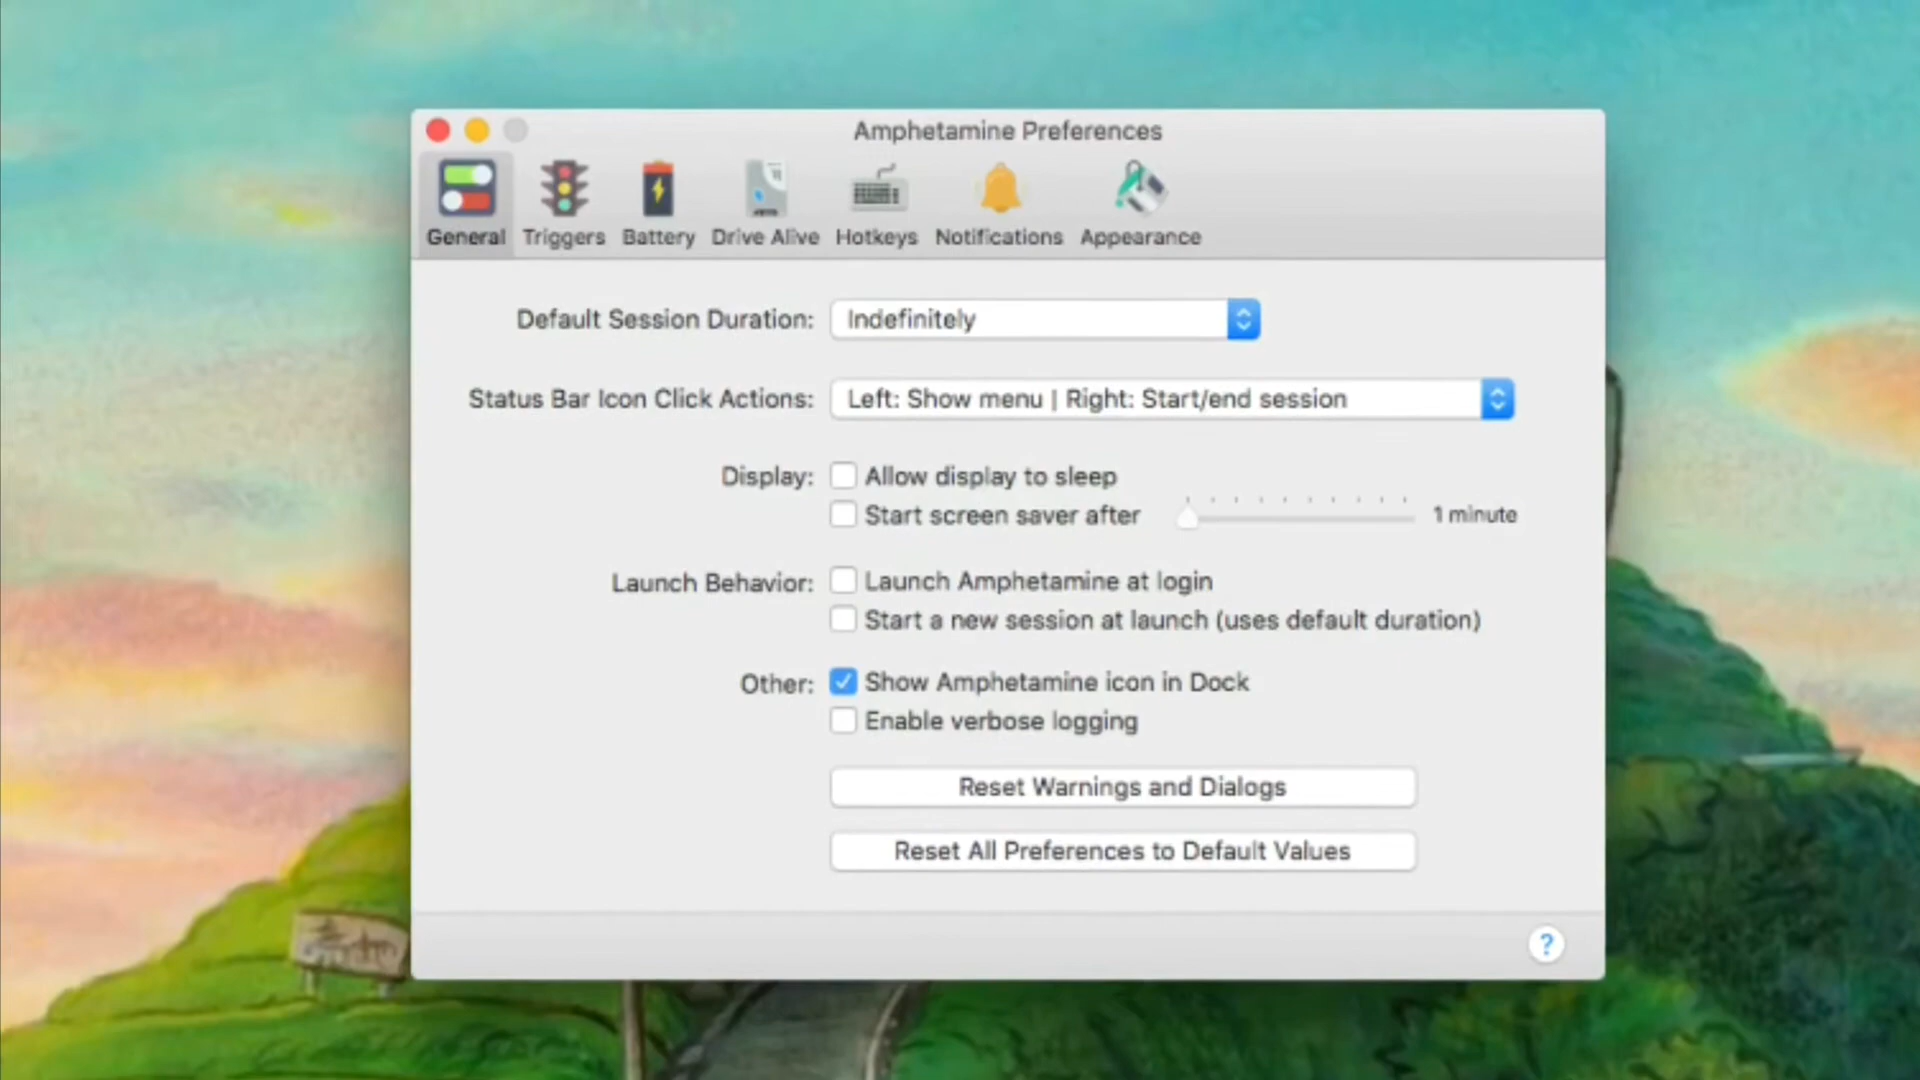 Amphetamine Preferences
General Triggers Battery Drive Alive Hotkeys Notifications Appearance
Default Session Duration: Indefinitely
Status Bar Icon Click Actions: Left: Show menu | Right: Start/end session
Display: Allow display to sleep
Start screen saver after 1 minute
Launch Behavior: Launch Amphetamine at login
Start a new session at launch (uses default duration)
Other: Show Amphetamine icon in Dock
Enable verbose logging
Reset Warnings and Dialogs
Reset All Preferences to Default Values
?